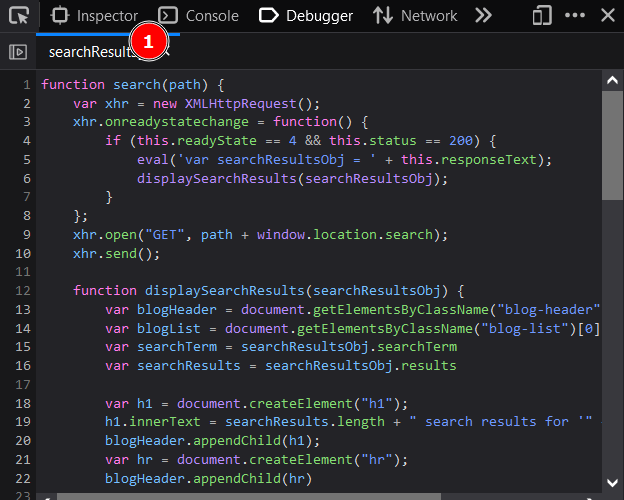 Inspector Console Debugger Network
1
searchResults
1 function search(path) {
2 var xhr = new XMLHttpRequest();
3 xhr.onreadystatechange = function() {
4 if (this.readyState == 4 && this.status == 200) {
5 eval('var searchResultsObj = ' + this.responseText);
6 displaySearchResults(searchResultsObj);
7 }
8 };
9 xhr.open("GET", path + window.location.search);
10 xhr.send();
11
12 function displaySearchResults(searchResultsObj) {
13 var blogHeader = document.getElementsByClassName("blog-header"
14 var blogList = document.getElementsByClassName("blog-list")[0]
15 var searchTerm = searchResultsObj.searchTerm
16 var searchResults = searchResultsObj.results
17
18 var h1 = document.createElement("h1");
19 h1.innerText = searchResults.length + " search results for '"
20 blogHeader.appendChild(h1);
21 var hr = document.createElement("hr");
22 blogHeader.appendChild(hr)
23